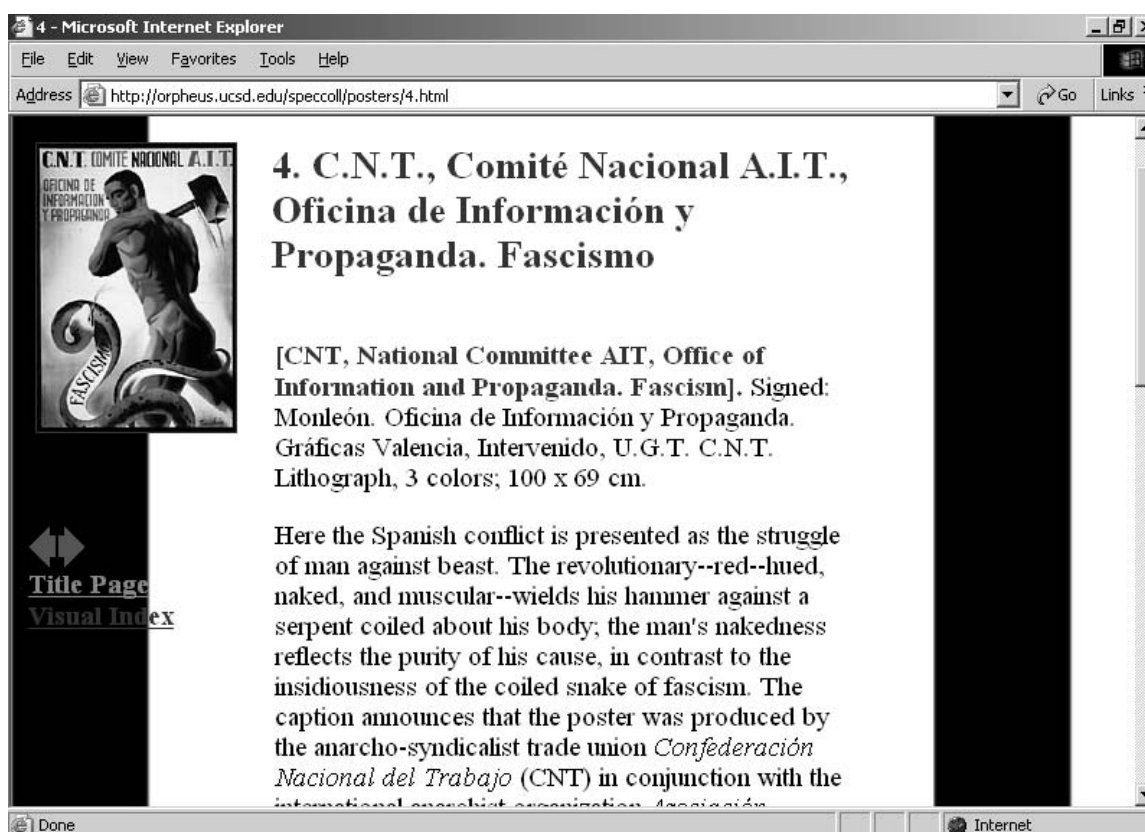 4 - Microsoft Internet Explorer
File Edit View Favorites Tools Help
Address http://orpheus.ucsd.edu/speccoll/posters/4.html Go Links
C.N.T. COMITE NACIONAL A.I.T.
OFICINA DE
INFORMACION
Y PROPAGANDA
FASCISMO
4. C.N.T., Comité Nacional A.I.T.,
Oficina de Información y
Propaganda. Fascismo
[CNT, National Committee AIT, Office of
Information and Propaganda. Fascism]. Signed:
Monleón. Oficina de Información y Propaganda.
Gráficas Valencia, Intervenido, U.G.T. C.N.T.
Lithograph, 3 colors; 100 x 69 cm.
Title Page
Visual Index
Here the Spanish conflict is presented as the struggle
of man against beast. The revolutionary--red--hued,
naked, and muscular--wields his hammer against a
serpent coiled about his body; the man's nakedness
reflects the purity of his cause, in contrast to the
insidiousness of the coiled snake of fascism. The
caption announces that the poster was produced by
the anarcho-syndicalist trade union Confederación
Nacional del Trabajo (CNT) in conjunction with the
international anarchist organization Asociación
Done Internet